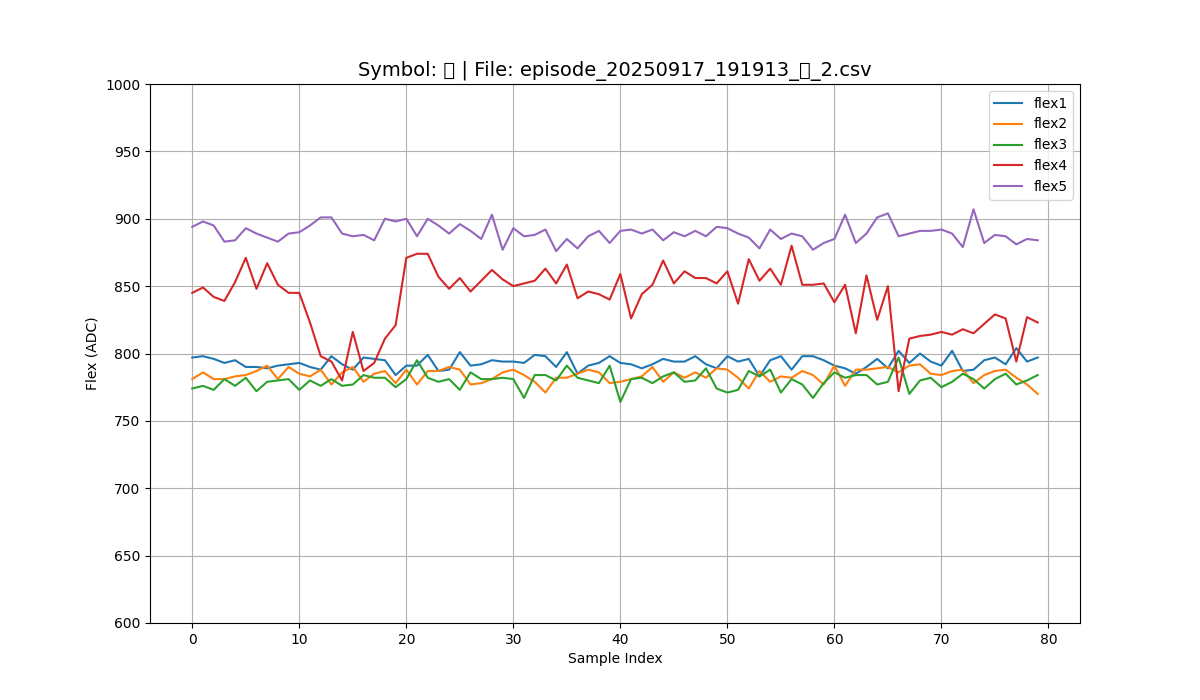 Symbol: | File: episode_20250917_191913_ _2.csv
1000
950
900
850
800
750
700
650
600
Flex (ADC)
0 10 20 30 40 50 60 70 80
Sample Index
flex1
flex2
flex3
flex4
flex5